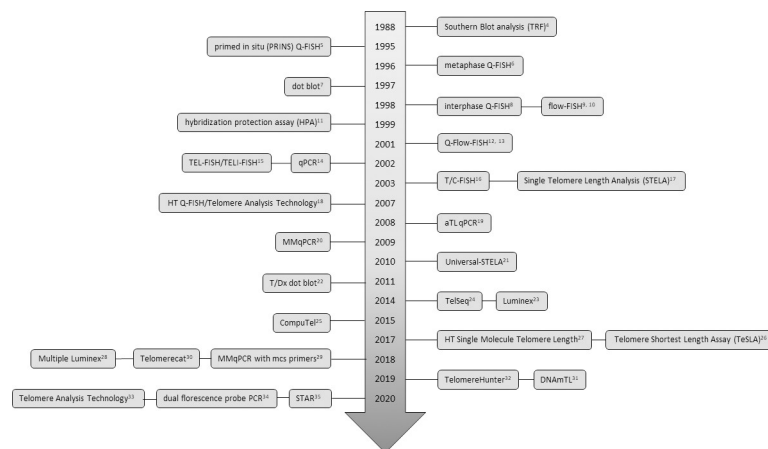 1988 Southern Blot analysis (TRF)⁴
primed in situ (PRINS) Q-FISH⁵ 1995
1996 metaphase Q-FISH⁶
dot blot⁷ 1997
1998 interphase Q-FISH⁸ flow-FISH⁹, ¹⁰
hybridization protection assay (HPA)¹¹ 1999
2001 Q-Flow-FISH¹², ¹³
TEL-FISH/TELI-FISH¹⁵ qPCR¹⁴ 2002
2003 T/C-FISH¹⁶ Single Telomere Length Analysis (STELA)¹⁷
HT Q-FISH/Telomere Analysis Technology¹⁸ 2007
2008 aTL qPCR¹⁹
MMqPCR²⁰ 2009
2010 Universal-STELA²¹
T/Dx dot blot²² 2011
2014 TelSeq²⁴ Luminex²³
CompuTel²⁵ 2015
2017 HT Single Molecule Telomere Length²⁷ Telomere Shortest Length Assay (TeSLA)²⁶
Multiple Luminex²⁸ Telomerecat³⁰ MMqPCR with mcs primers²⁹ 2018
2019 TelomereHunter³² DNAmTL³¹
Telomere Analysis Technology³³ dual florescence probe PCR³⁴ STAR³⁵ 2020